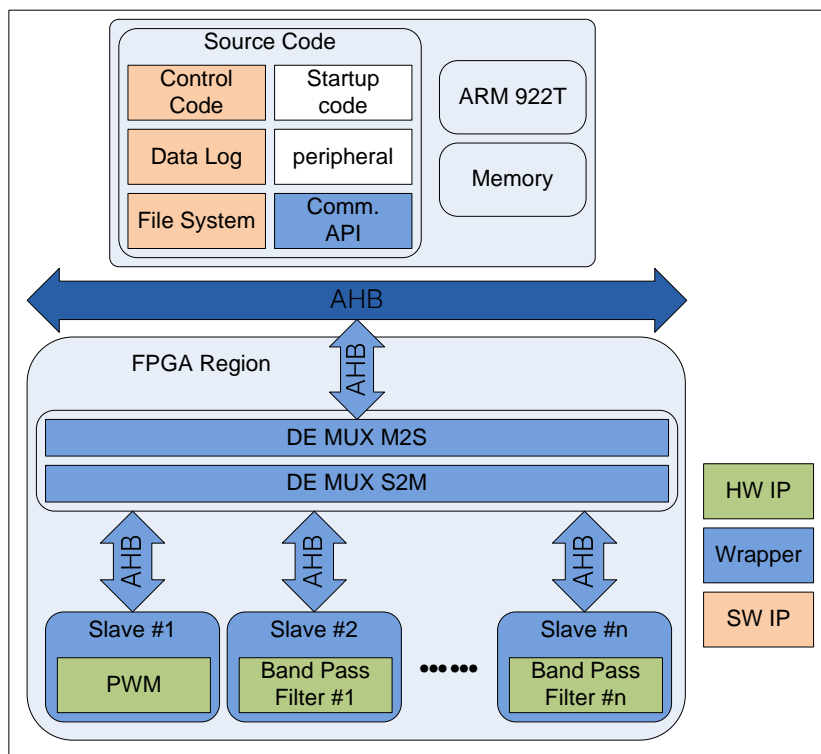 Source Code
Control
Code
Startup
code
ARM 922T
Data Log
peripheral
Memory
File System
Comm.
API
AHB
FPGA Region
AHB
DE MUX M2S
DE MUX S2M
HW IP
Wrapper
SW IP
AHB
AHB
AHB
Slave #1
PWM
Slave #2
Band Pass
Filter #1
••••••
Slave #n
Band Pass
Filter #n